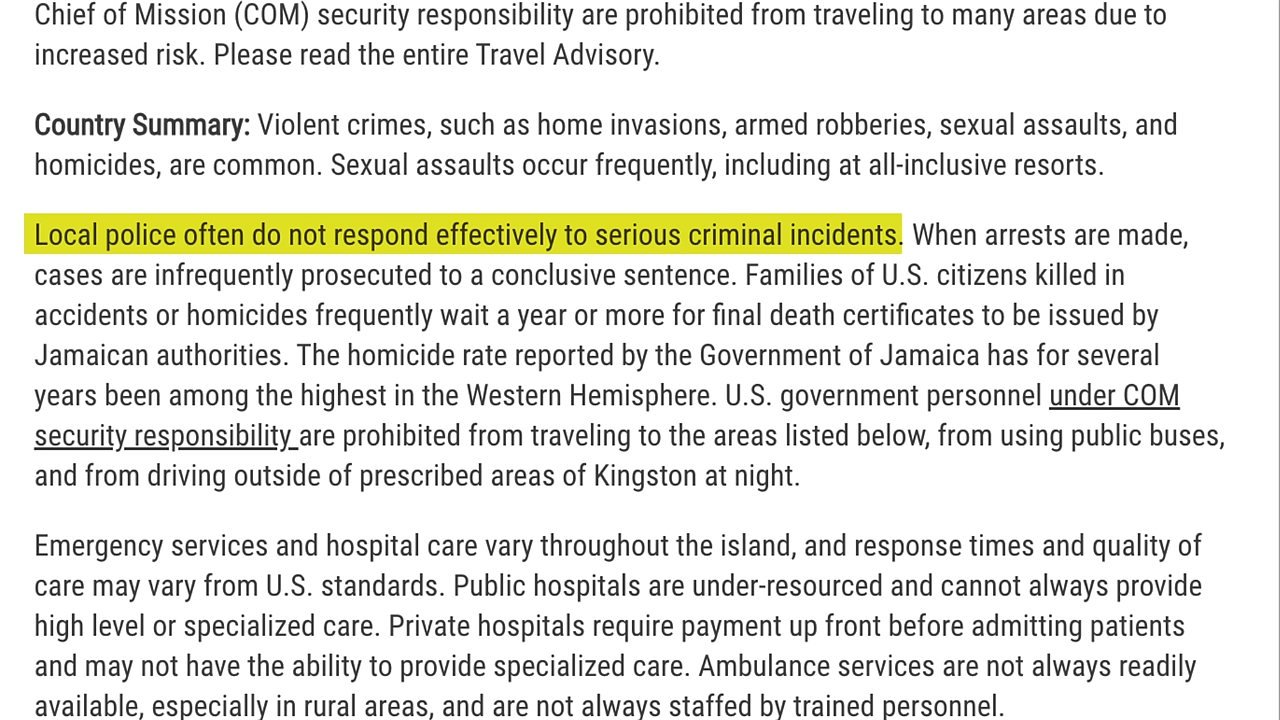 Chief of Mission (COM) security responsibility are prohibited from traveling to many areas due to
increased risk. Please read the entire Travel Advisory.
Country Summary: Violent crimes, such as home invasions, armed robberies, sexual assaults, and
homicides, are common. Sexual assaults occur frequently, including at all-inclusive resorts.
Local police often do not respond effectively to serious criminal incidents. When arrests are made,
cases are infrequently prosecuted to a conclusive sentence. Families of U.S. citizens killed in
accidents or homicides frequently wait a year or more for final death certificates to be issued by
Jamaican authorities. The homicide rate reported by the Government of Jamaica has for several
years been among the highest in the Western Hemisphere. U.S. government personnel under COM
security responsibility are prohibited from traveling to the areas listed below, from using public buses,
and from driving outside of prescribed areas of Kingston at night.
Emergency services and hospital care vary throughout the island, and response times and quality of
care may vary from U.S. standards. Public hospitals are under-resourced and cannot always provide
high level or specialized care. Private hospitals require payment up front before admitting patients
and may not have the ability to provide specialized care. Ambulance services are not always readily
available, especially in rural areas, and are not always staffed by trained personnel.